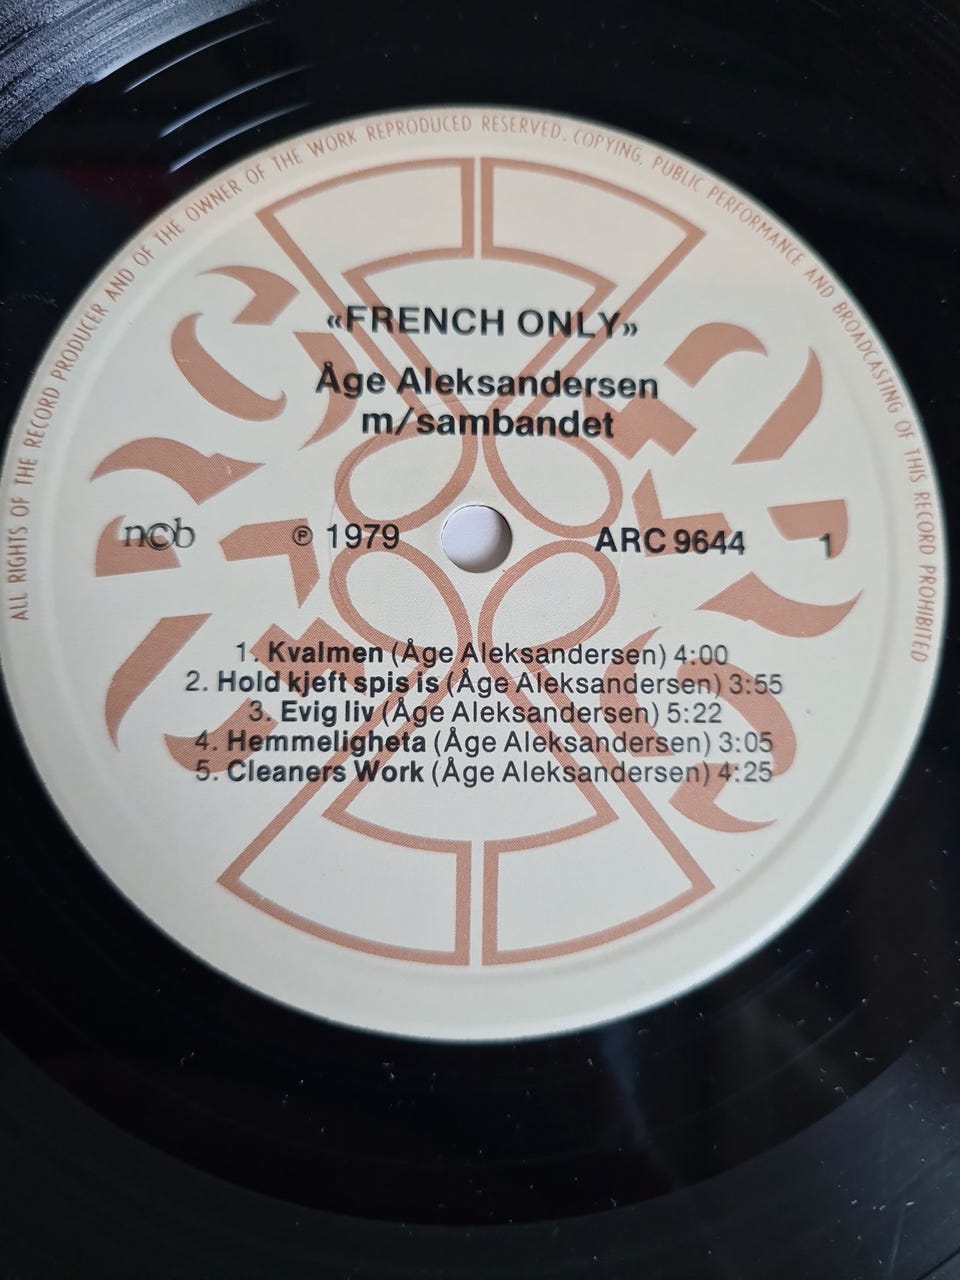 ALL RIGHTS OF THE RECORD PRODUCER AND OF THE OWNER OF THE WORK REPRODUCED RESERVED. COPYING, PUBLIC PERFORMANCE AND BROADCASTING OF THIS RECORD PROHIBITED
«FRENCH ONLY»
Åge Aleksandersen
m/sambandet
n©b ℗ 1979 ARC 9644 1
1. Kvalmen (Åge Aleksandersen) 4:00
2. Hold kjeft spis is (Åge Aleksandersen) 3:55
3. Evig liv (Åge Aleksandersen) 5:22
4. Hemmeligheta (Åge Aleksandersen) 3:05
5. Cleaners Work (Åge Aleksandersen) 4:25